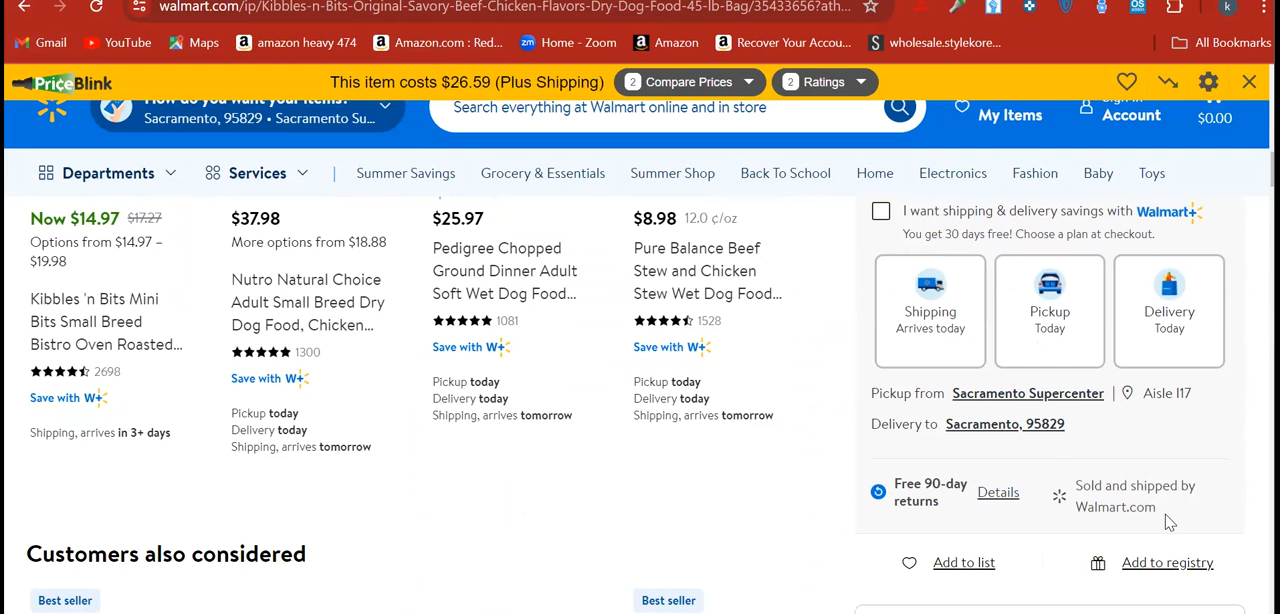 walmart.com/ip/Kibbles-n-Bits-Original-Savory-Beef-Chicken-Flavors-Dry-Dog-Food-45-lb-Bag/35433656?ath...
k
Gmail
YouTube
Maps
amazon heavy 474
Amazon.com : Red...
Home - Zoom
Amazon
Recover Your Accou...
wholesale.stylekore...
All Bookmarks
PriceBlink
This item costs $26.59 (Plus Shipping)
2 Compare Prices
2 Ratings
How do you want your items?
Sacramento, 95829 • Sacramento Su...
Search everything at Walmart online and in store
My Items
Sign In
Account
$0.00
Departments
Services
Summer Savings
Grocery & Essentials
Summer Shop
Back To School
Home
Electronics
Fashion
Baby
Toys
Now $14.97 $17.27
Options from $14.97 –
$19.98
Kibbles 'n Bits Mini
Bits Small Breed
Bistro Oven Roasted...
2698
Save with W+
Shipping, arrives in 3+ days
$37.98
More options from $18.88
Nutro Natural Choice
Adult Small Breed Dry
Dog Food, Chicken...
1300
Save with W+
Pickup today
Delivery today
Shipping, arrives tomorrow
$25.97
Pedigree Chopped
Ground Dinner Adult
Soft Wet Dog Food...
1081
Save with W+
Pickup today
Delivery today
Shipping, arrives tomorrow
$8.98 12.0 ¢/oz
Pure Balance Beef
Stew and Chicken
Stew Wet Dog Food...
1528
Save with W+
Pickup today
Delivery today
Shipping, arrives tomorrow
I want shipping & delivery savings with Walmart+
You get 30 days free! Choose a plan at checkout.
Shipping
Arrives today
Pickup
Today
Delivery
Today
Pickup from Sacramento Supercenter | Aisle I17
Delivery to Sacramento, 95829
Free 90-day
returns
Details
Sold and shipped by
Walmart.com
Add to list
Add to registry
Customers also considered
Best seller
Best seller